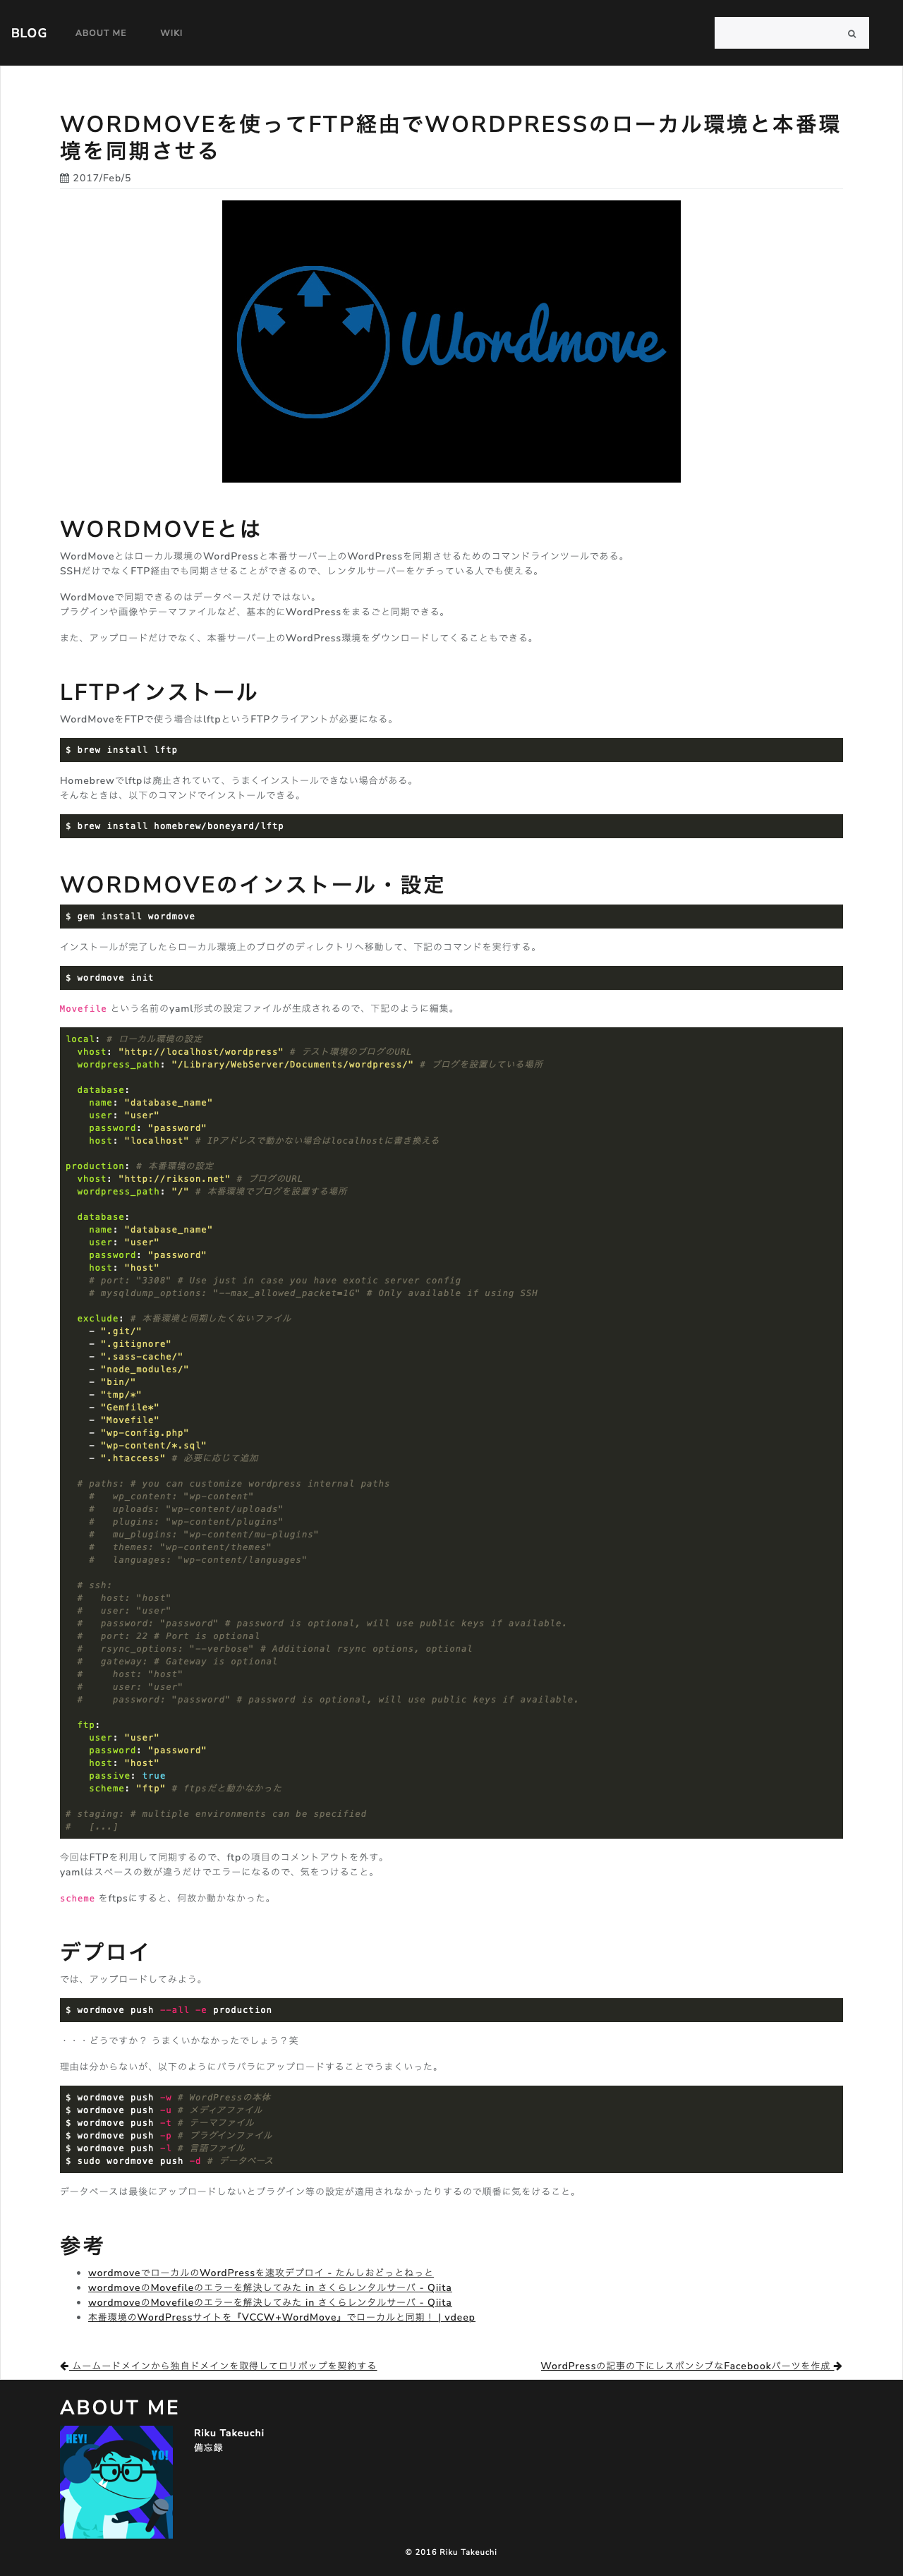 BLOG
ABOUT ME
WIKI
WORDMOVEを使ってFTP経由でWORDPRESSのローカル環境と本番環
境を同期させる
2017/Feb/5
Wordmove
WORDMOVEとは
WordMoveとはローカル環境のWordPressと本番サーバー上のWordPressを同期させるためのコマンドラインツールである。
SSHだけでなくFTP経由でも同期させることができるので、レンタルサーバーをケチっている人でも使える。
WordMoveで同期できるのはデータベースだけではない。
プラグインや画像やテーマファイルなど、基本的にWordPressをまるごと同期できる。
また、アップロードだけでなく、本番サーバー上のWordPress環境をダウンロードしてくることもできる。
LFTPインストール
WordMoveをFTPで使う場合はlftpというFTPクライアントが必要になる。
$ brew install lftp
Homebrewでlftpは廃止されていて、うまくインストールできない場合がある。
そんなときは、以下のコマンドでインストールできる。
$ brew install homebrew/boneyard/lftp
WORDMOVEのインストール・設定
$ gem install wordmove
インストールが完了したらローカル環境上のブログのディレクトリへ移動して、下記のコマンドを実行する。
$ wordmove init
Movefile という名前のyaml形式の設定ファイルが生成されるので、下記のように編集。
local: # ローカル環境の設定
  vhost: "http://localhost/wordpress" # テスト環境のブログのURL
  wordpress_path: "/Library/WebServer/Documents/wordpress/" # ブログを設置している場所
  database:
    name: "database_name"
    user: "user"
    password: "password"
    host: "localhost" # IPアドレスで動かない場合はlocalhostに書き換える
production: # 本番環境の設定
  vhost: "http://rikson.net" # ブログのURL
  wordpress_path: "/" # 本番環境でブログを設置する場所
  database:
    name: "database_name"
    user: "user"
    password: "password"
    host: "host"
    # port: "3308" # Use just in case you have exotic server config
    # mysqldump_options: "--max_allowed_packet=1G" # Only available if using SSH
  exclude: # 本番環境と同期したくないファイル
    - ".git/"
    - ".gitignore"
    - ".sass-cache/"
    - "node_modules/"
    - "bin/"
    - "tmp/*"
    - "Gemfile*"
    - "Movefile"
    - "wp-config.php"
    - "wp-content/*.sql"
    - ".htaccess" # 必要に応じて追加
  # paths: # you can customize wordpress internal paths
    #   wp_content: "wp-content"
    #   uploads: "wp-content/uploads"
    #   plugins: "wp-content/plugins"
    #   mu_plugins: "wp-content/mu-plugins"
    #   themes: "wp-content/themes"
    #   languages: "wp-content/languages"
  # ssh:
  #   host: "host"
  #   user: "user"
  #   password: "password" # password is optional, will use public keys if available.
  #   port: 22 # Port is optional
  #   rsync_options: "--verbose" # Additional rsync options, optional
  #   gateway: # Gateway is optional
  #     host: "host"
  #     user: "user"
  #     password: "password" # password is optional, will use public keys if available.
  ftp:
    user: "user"
    password: "password"
    host: "host"
    passive: true
    scheme: "ftp" # ftpsだと動かなかった
# staging: # multiple environments can be specified
#   [...]
今回はFTPを利用して同期するので、ftpの項目のコメントアウトを外す。
yamlはスペースの数が違うだけでエラーになるので、気をつけること。
scheme をftpsにすると、何故か動かなかった。
デプロイ
では、アップロードしてみよう。
$ wordmove push --all -e production
・・・どうですか？ うまくいかなかったでしょう？笑
理由は分からないが、以下のようにバラバラにアップロードすることでうまくいった。
$ wordmove push -w # WordPressの本体
$ wordmove push -u # メディアファイル
$ wordmove push -t # テーマファイル
$ wordmove push -p # プラグインファイル
$ wordmove push -l # 言語ファイル
$ sudo wordmove push -d # データベース
データベースは最後にアップロードしないとプラグイン等の設定が適用されなかったりするので順番に気をけること。
参考
wordmoveでローカルのWordPressを速攻デプロイ - たんしおどっとねっと
wordmoveのMovefileのエラーを解決してみた in さくらレンタルサーバ - Qiita
wordmoveのMovefileのエラーを解決してみた in さくらレンタルサーバ - Qiita
本番環境のWordPressサイトを『VCCW+WordMove』でローカルと同期！ | vdeep
ムームードメインから独自ドメインを取得してロリポップを契約する
WordPressの記事の下にレスポンシブなFacebookパーツを作成
ABOUT ME
HEY!
YO!
Riku Takeuchi
備忘録
© 2016 Riku Takeuchi